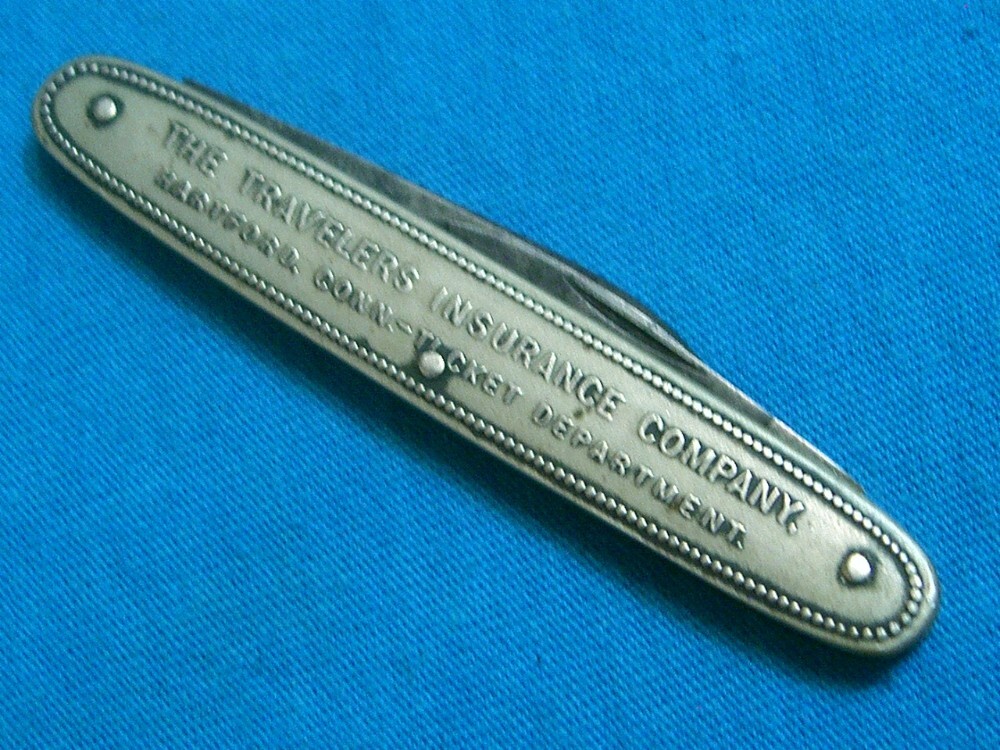 THE TRAVELERS INSURANCE COMPANY.
HARTFORD, CONN.-TICKET DEPARTMENT.